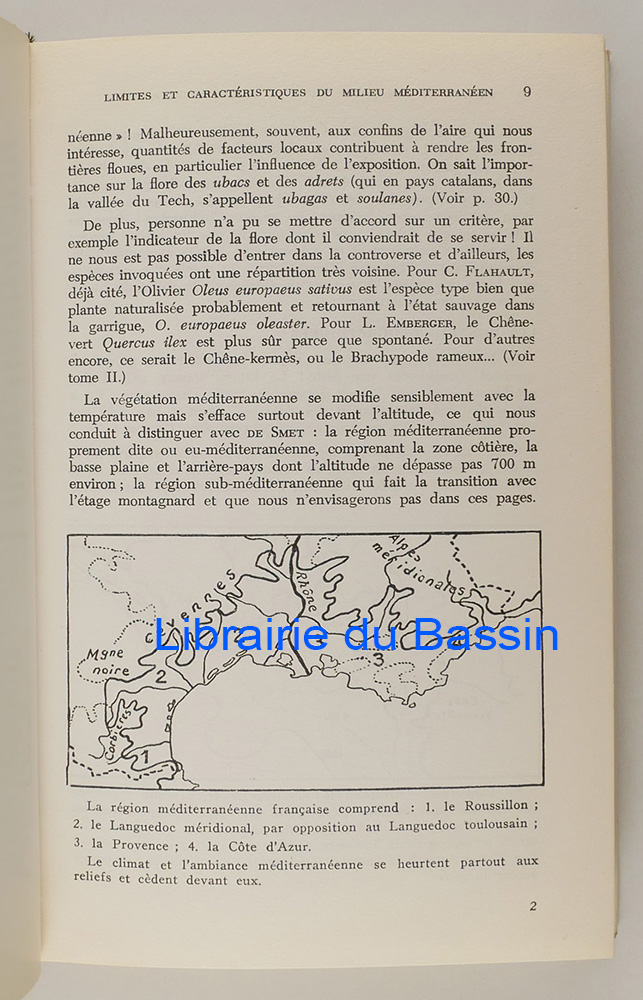 LIMITES ET CARACTÉRISTIQUES DU MILIEU MÉDITERRANÉEN 9
néenne » ! Malheureusement, souvent, aux confins de l'aire qui nous
intéresse, quantités de facteurs locaux contribuent à rendre les fron-
tières floues, en particulier l'influence de l'exposition. On sait l'impor-
tance sur la flore des ubacs et des adrets (qui en pays catalans, dans
la vallée du Tech, s'appellent ubagas et soulanes). (Voir p. 30.)
De plus, personne n'a pu se mettre d'accord sur un critère, par
exemple l'indicateur de la flore dont il conviendrait de se servir ! Il
ne nous est pas possible d'entrer dans la controverse et d'ailleurs, les
espèces invoquées ont une répartition très voisine. Pour C. FLAHAULT,
déjà cité, l'Olivier Oleus europaeus sativus est l'espèce type bien que
plante naturalisée probablement et retournant à l'état sauvage dans
la garrigue, O. europaeus oleaster. Pour L. EMBERGER, le Chêne-
vert Quercus ilex est plus sûr parce que spontané. Pour d'autres
encore, ce serait le Chêne-kermès, ou le Brachypode rameux... (Voir
tome II.)
La végétation méditerranéenne se modifie sensiblement avec la
température mais s'efface surtout devant l'altitude, ce qui nous
conduit à distinguer avec DE SMET : la région méditerranéenne pro-
prement dite ou eu-méditerranéenne, comprenant la zone côtière, la
basse plaine et l'arrière-pays dont l'altitude ne dépasse pas 700 m
environ ; la région sub-méditerranéenne qui fait la transition avec
l'étage montagnard et que nous n'envisagerons pas dans ces pages.
Alpes
méridionales
Rhône
Cévennes
Librairie du Bassin
Mgne
noire
2
3
4
Corbières
1
La région méditerranéenne française comprend : 1. le Roussillon ;
2. le Languedoc méridional, par opposition au Languedoc toulousain ;
3. la Provence ; 4. la Côte d'Azur.
Le climat et l'ambiance méditerranéenne se heurtent partout aux
reliefs et cèdent devant eux.
2